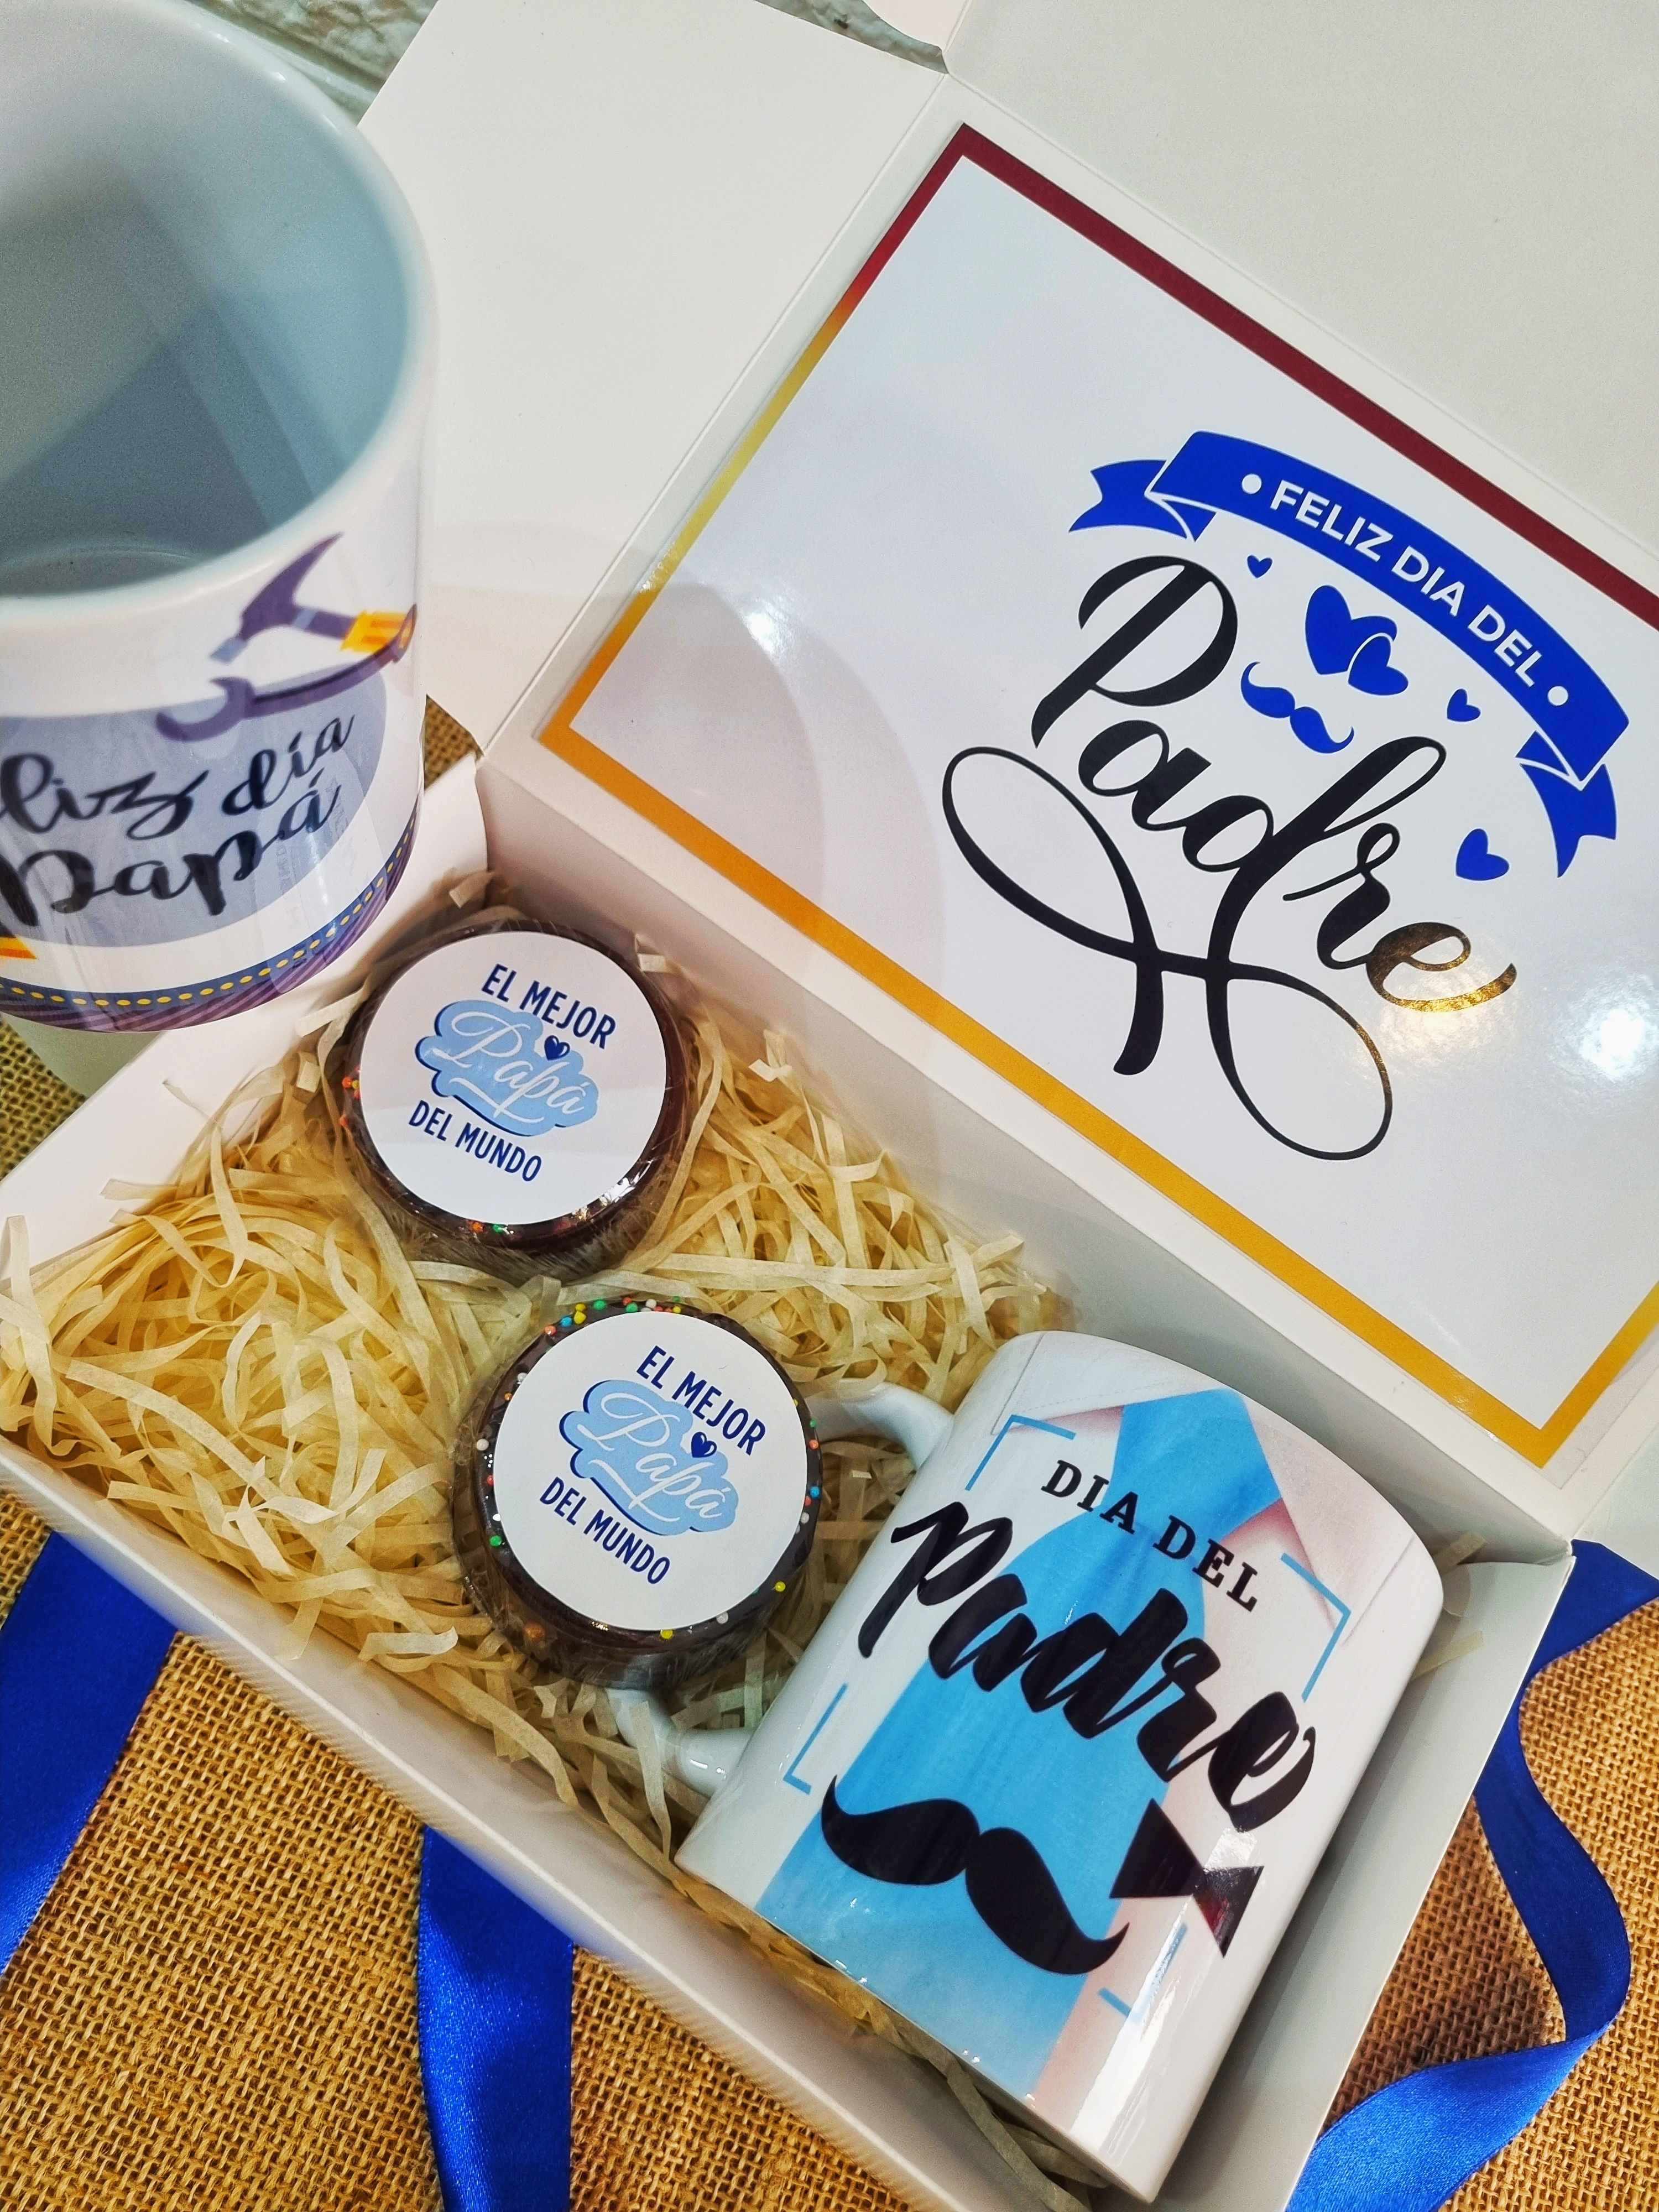 • FELIZ DIA DEL •
Padre
liz día
Papá
EL MEJOR
Papá
DEL MUNDO
EL MEJOR
Papá
DEL MUNDO
DIA DEL
Padre